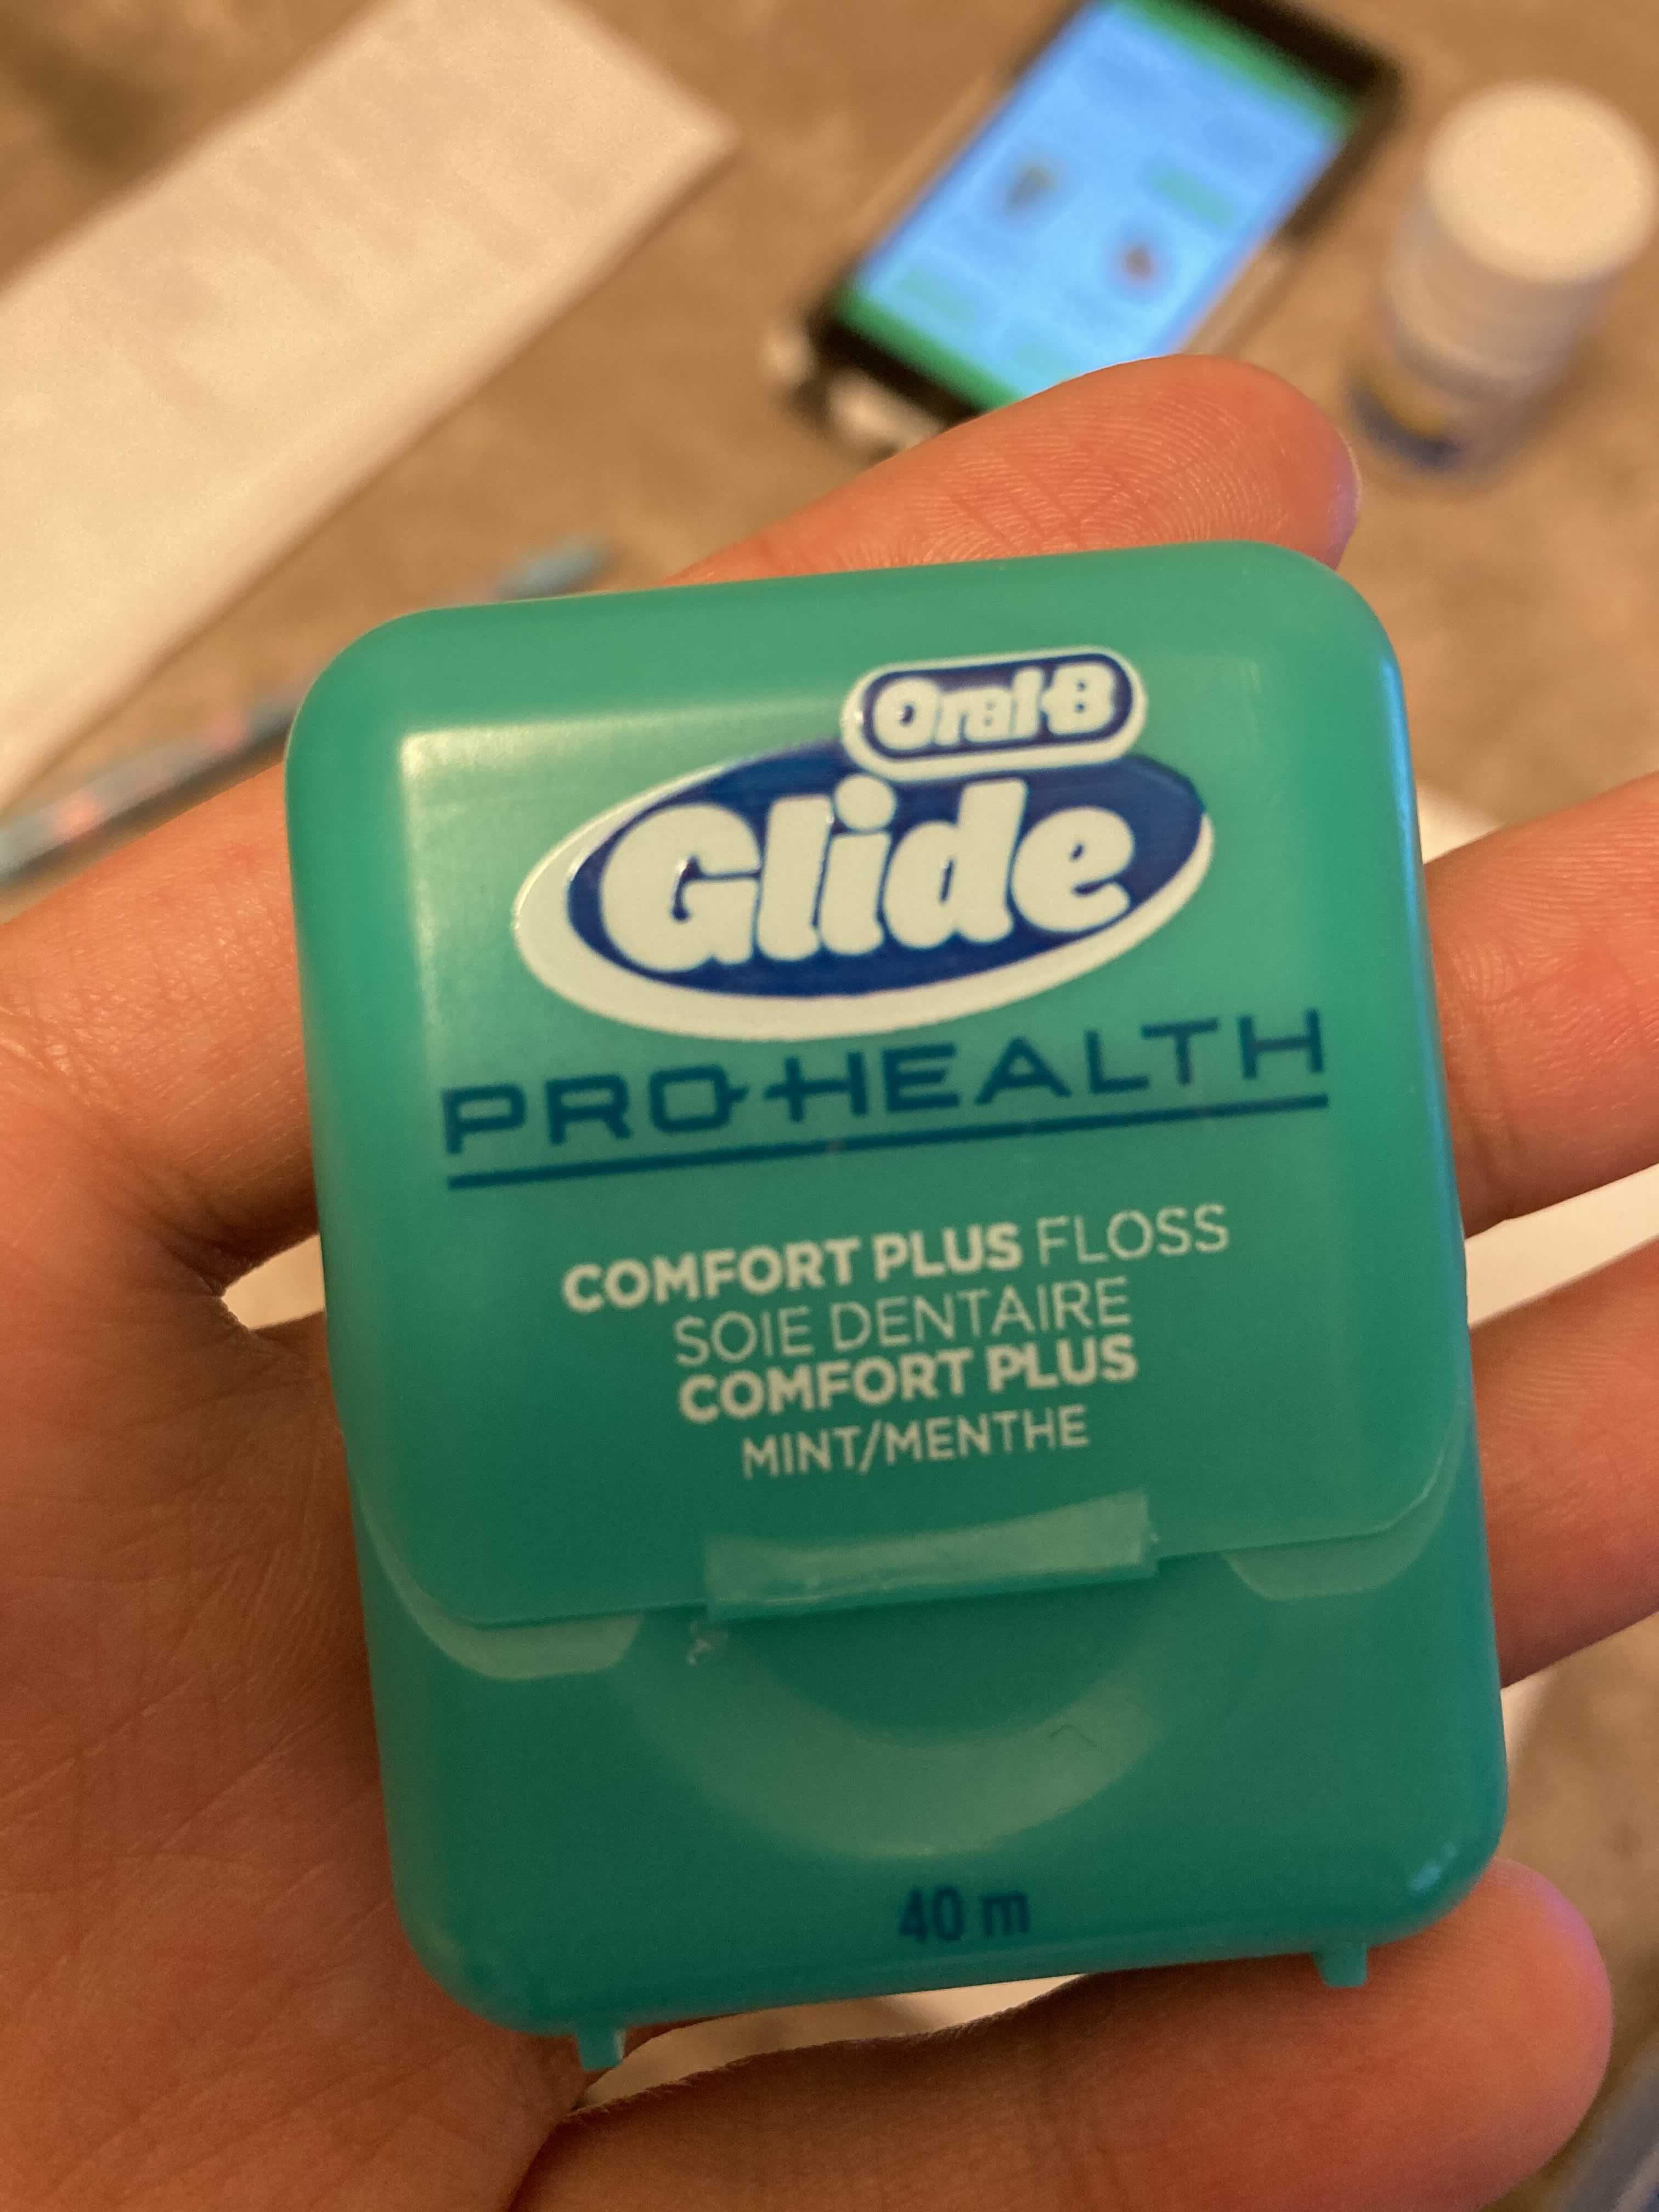 Oral-B
Glide
PRO-HEALTH
COMFORT PLUS FLOSS
SOIE DENTAIRE
COMFORT PLUS
MINT/MENTHE
40 m